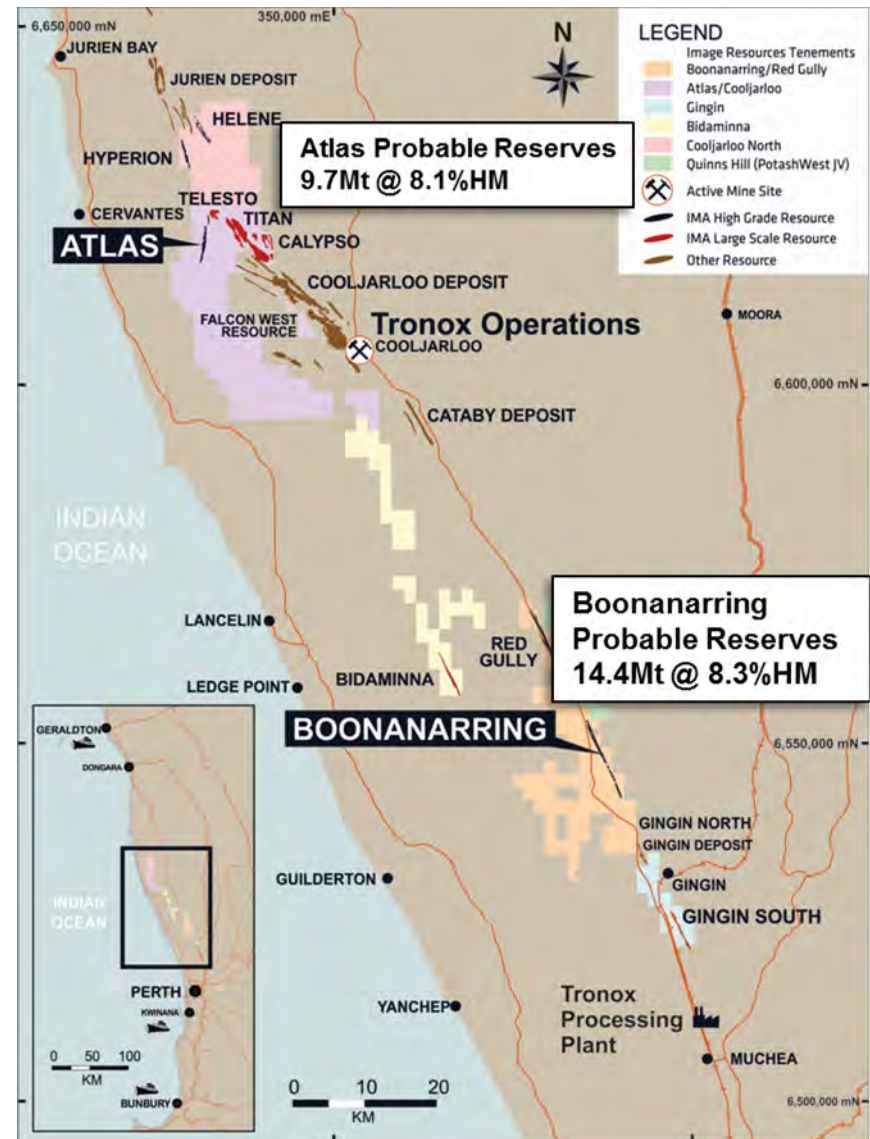 6,650,000 mN
350,000 mE
JURIEN BAY
JURIEN DEPOSIT
HELENE
HYPERION
N
LEGEND
Image Resources Tenements
Boonanarring/Red Gully
Atlas/Cooljarloo
Gingin
Bidaminna
Cooljarloo North
Quinns Hill (PotashWest JV)
Active Mine Site
IMA High Grade Resource
IMA Large Scale Resource
Other Resource
Atlas Probable Reserves
9.7Mt @ 8.1%HM
TELESTO
CERVANTES
TITAN
ATLAS
CALYPSO
COOLJARLOO DEPOSIT
FALCON WEST
RESOURCE
Tronox Operations
COOLJARLOO
MOORA
6,600,000 mN
CATABY DEPOSIT
INDIAN
OCEAN
LANCELIN
RED
GULLY
BIDAMINNA
LEDGE POINT
Boonanarring
Probable Reserves
14.4Mt @ 8.3%HM
BOONANARRING
6,550,000 mN
GINGIN NORTH
GINGIN DEPOSIT
GUILDERTON
GINGIN
GINGIN SOUTH
YANCHEP
Tronox
Processing
Plant
MUCHEA
6,500,000 mN
0 10 20
KM
GERALDTON
DONGARA
INDIAN
OCEAN
PERTH
KWINANA
0 50 100
KM
BUNBURY